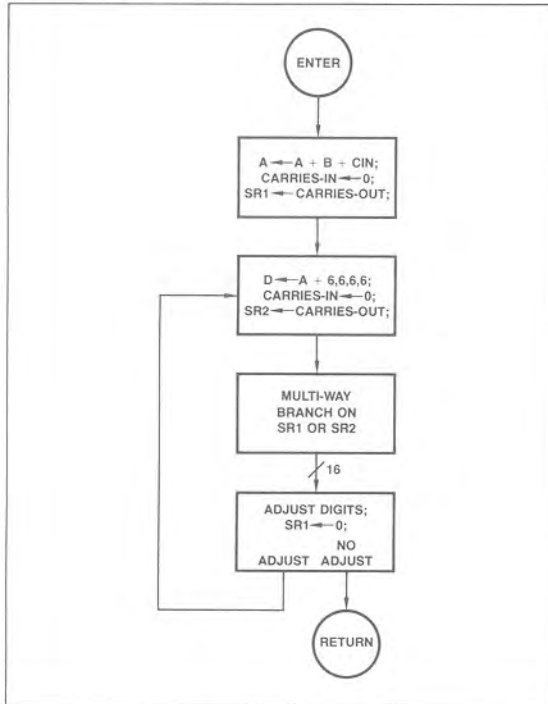 ENTER
A←A + B + CIN;
CARRIES-IN←0;
SR1←CARRIES-OUT;
D←A + 6,6,6,6;
CARRIES-IN←0;
SR2←CARRIES-OUT;
MULTI-WAY
BRANCH ON
SR1 OR SR2
16
ADJUST DIGITS;
SR1←0;
NO
ADJUST ADJUST
RETURN